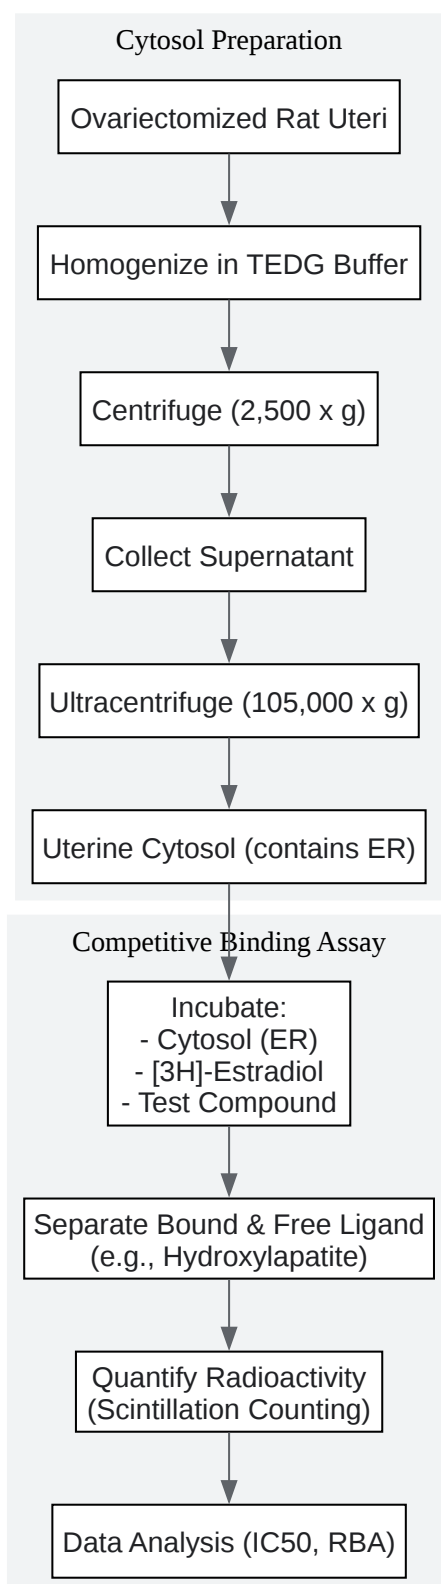 Cytosol Preparation
Ovariectomized Rat Uteri
Homogenize in TEDG Buffer
Centrifuge (2,500 x g)
Collect Supernatant
Ultracentrifuge (105,000 x g)
Uterine Cytosol (contains ER)
Competitive Binding Assay
Incubate:
- Cytosol (ER)
- [3H]-Estradiol
- Test Compound
Separate Bound & Free Ligand
(e.g., Hydroxylapatite)
Quantify Radioactivity
(Scintillation Counting)
Data Analysis (IC50, RBA)